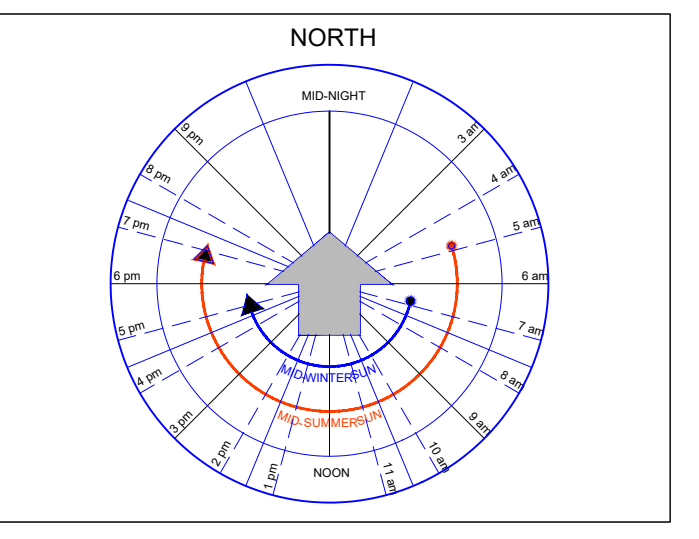 NORTH
MID-NIGHT
9 pm
3 am
8 pm
4 am
7 pm
5 am
6 pm
6 am
5 pm
7 am
4 pm
8 am
MID-WINTER SUN
MID-SUMMER SUN
3 pm
9 am
2 pm
10 am
NOON
1 pm
11 am